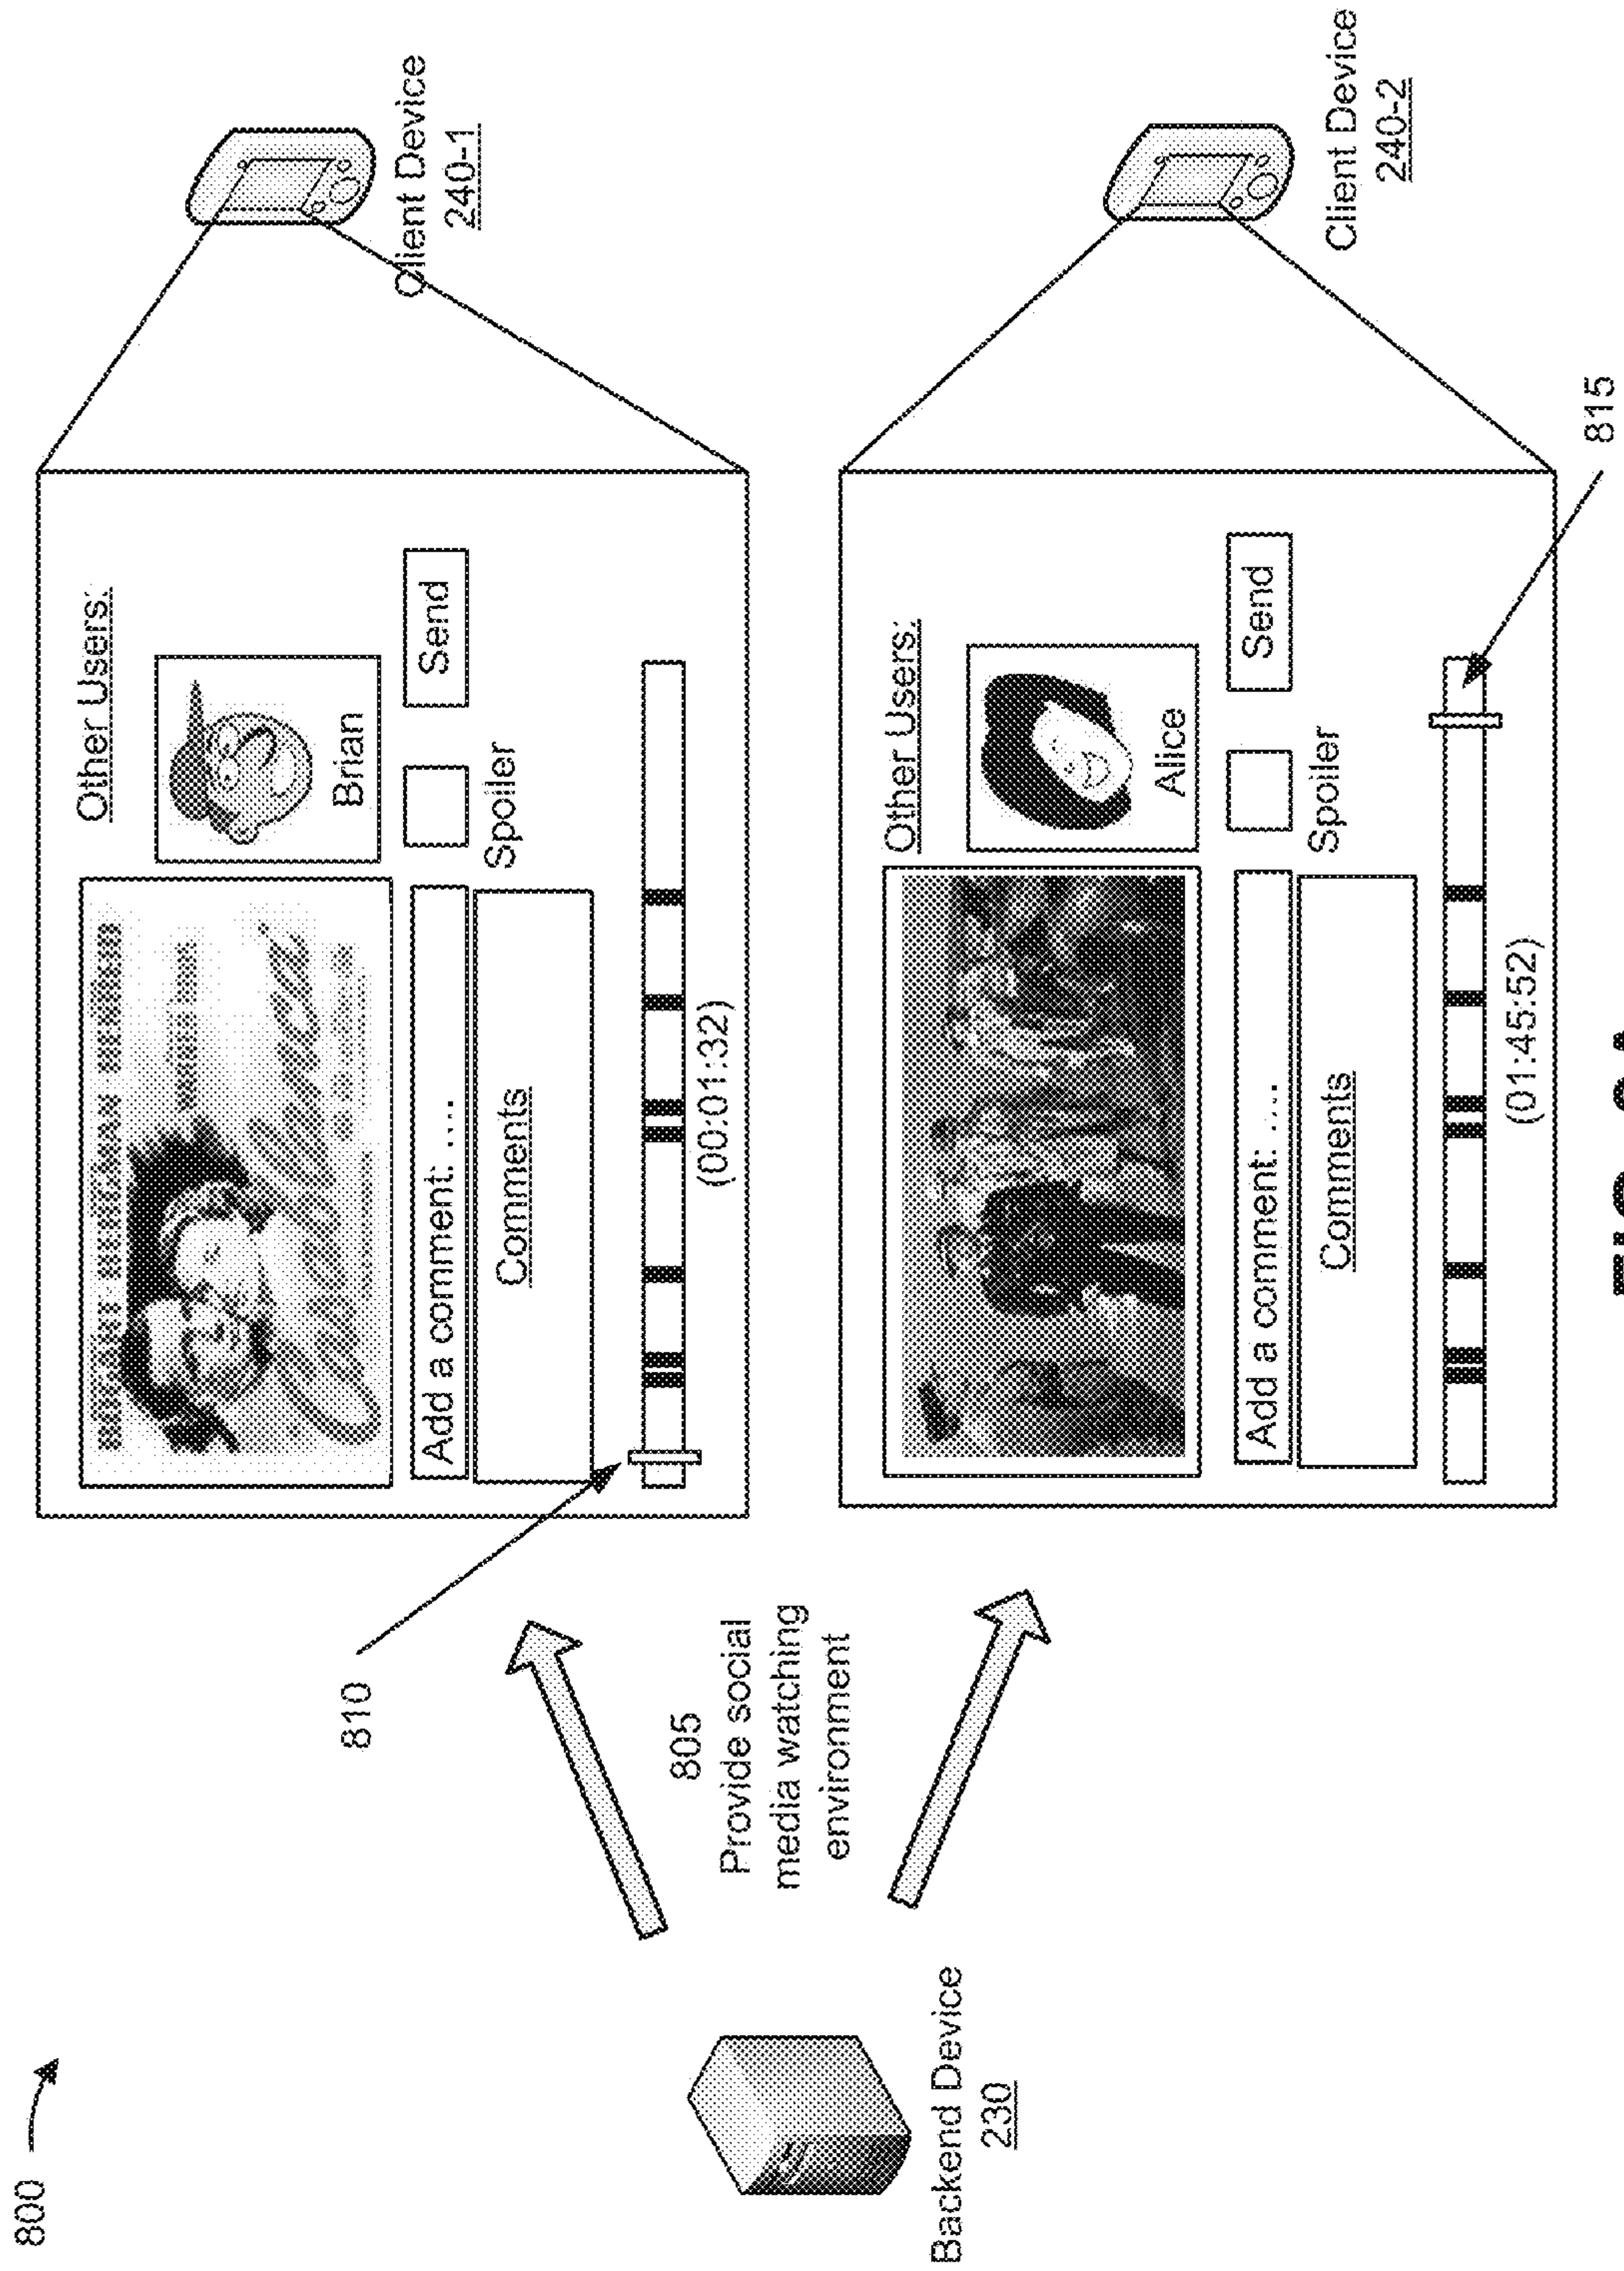 800
Backend Device
230
805
Provide social
media watching
environment
810
HUMPHREY BOGART
Other Users:
Brian
Add a comment: ....
Send
Spoiler
Comments
(00:01:32)
Client Device
240-1
Other Users:
Alice
Add a comment: ....
Send
Spoiler
Comments
(01:45:52)
815
Client Device
240-2